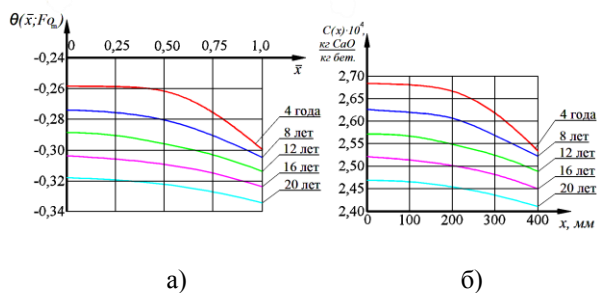 θ(x̄;Fo_m)
0 0,25 0,5 0,75 1,0
x̄
-0,24
-0,26
-0,28
-0,30
-0,32
-0,34
4 года
8 лет
12 лет
16 лет
20 лет
а)
C(x)·10⁴,
кг CaO
кг бет.
2,70
2,65
2,60
2,55
2,50
2,45
2,40
0 100 200 300 400
x, мм
4 года
8 лет
12 лет
16 лет
20 лет
б)